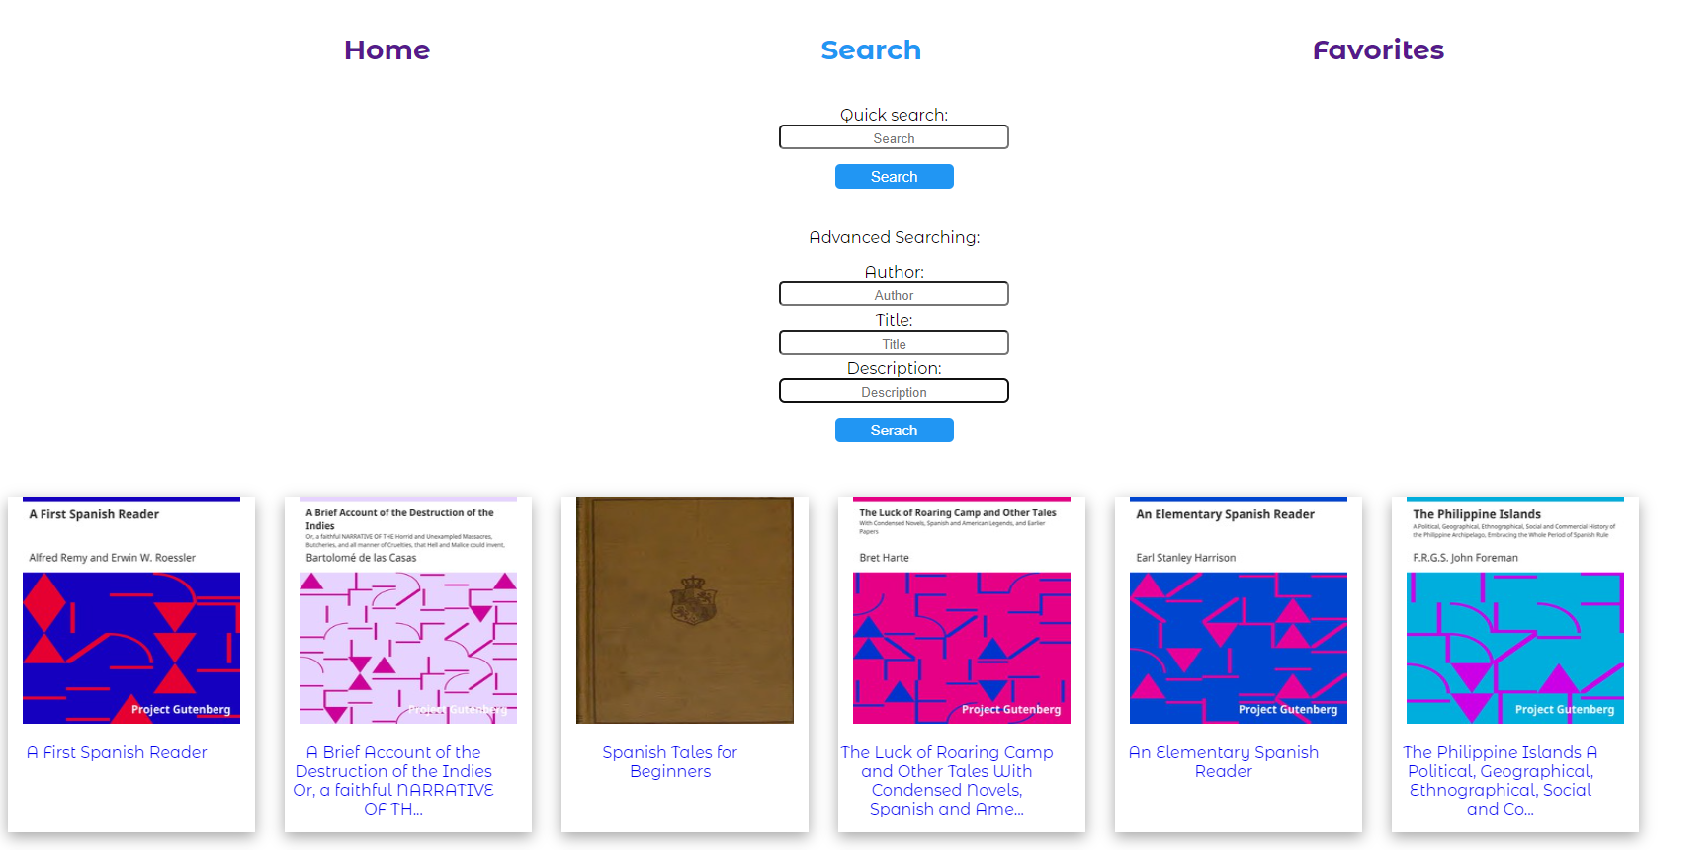 Home
Search
Favorites
Quick search:
Search
Search
Advanced Searching:
Author:
Author
Title:
Title
Description:
Description
Serach
A First Spanish Reader
Alfred Remy and Erwin W. Roessler
Project Gutenberg
A First Spanish Reader
A Brief Account of the Destruction of the
Indies
Or, a faithful NARRATIVE OF THE Horrid and Unexampled Massacres,
Butcheries, and all manner of Cruelties, that Hell and Malice could invent,
Bartolomé de las Casas
Project Gutenberg
A Brief Account of the
Destruction of the Indies
Or, a faithful NARRATIVE
OF TH...
Spanish Tales for
Beginners
The Luck of Roaring Camp and Other Tales
With Condensed Novels, Spanish and American Legends, and Earlier
Papers
Bret Harte
Project Gutenberg
The Luck of Roaring Camp
and Other Tales With
Condensed Novels,
Spanish and Ame...
An Elementary Spanish Reader
Earl Stanley Harrison
Project Gutenberg
An Elementary Spanish
Reader
The Philippine Islands
A Political, Geographical, Ethnographical, Social and Commercial History of
the Philippine Archipelago, Embracing the Whole Period of Spanish Rule
F.R.G.S. John Foreman
Project Gutenberg
The Philippine Islands A
Political, Geographical,
Ethnographical, Social
and Co...